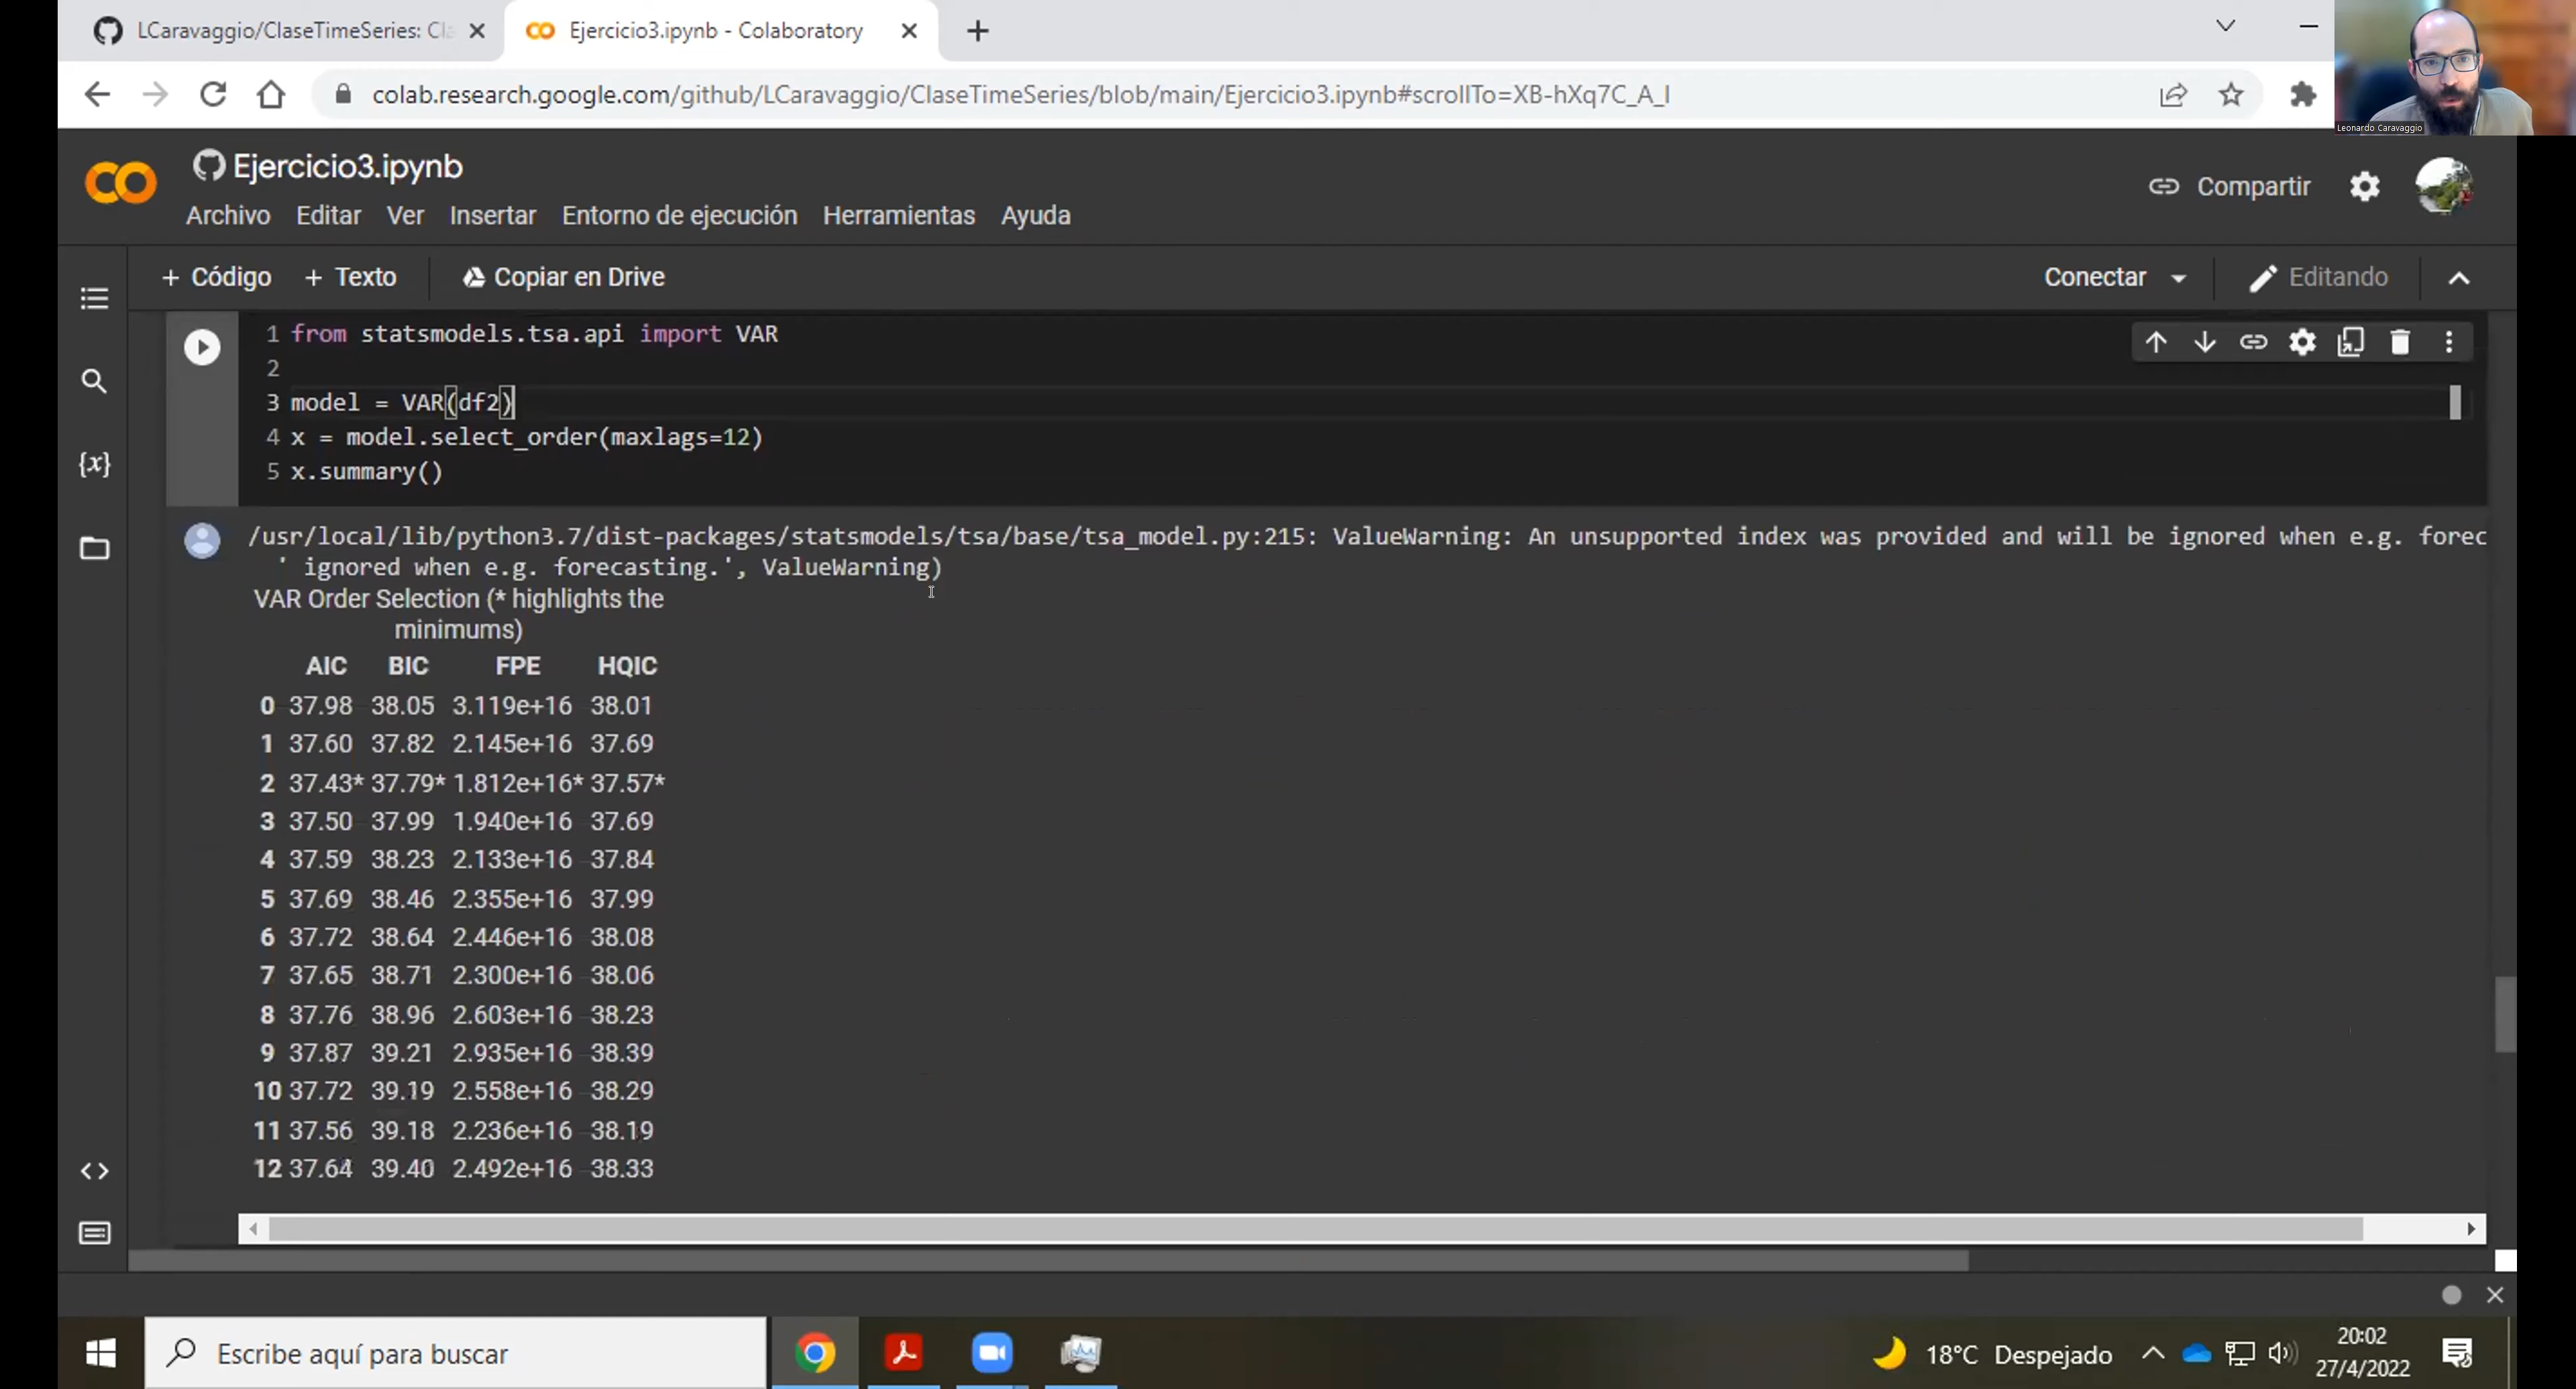 LCaravaggio/ClaseTimeSeries: Cla
Ejercicio3.ipynb - Colaboratory
Leonardo Caravaggio
colab.research.google.com/github/LCaravaggio/ClaseTimeSeries/blob/main/Ejercicio3.ipynb#scrollTo=XB-hXq7C_A_I
Ejercicio3.ipynb
Compartir
Archivo Editar Ver Insertar Entorno de ejecución Herramientas Ayuda
+ Código + Texto Copiar en Drive Conectar Editando
1 from statsmodels.tsa.api import VAR
2
3 model = VAR(df2)
4 x = model.select_order(maxlags=12)
5 x.summary()
/usr/local/lib/python3.7/dist-packages/statsmodels/tsa/base/tsa_model.py:215: ValueWarning: An unsupported index was provided and will be ignored when e.g. forec
' ignored when e.g. forecasting.', ValueWarning)
VAR Order Selection (* highlights the
minimums)
AIC BIC FPE HQIC
0 37.98 38.05 3.119e+16 38.01
1 37.60 37.82 2.145e+16 37.69
2 37.43* 37.79* 1.812e+16* 37.57*
3 37.50 37.99 1.940e+16 37.69
4 37.59 38.23 2.133e+16 37.84
5 37.69 38.46 2.355e+16 37.99
6 37.72 38.64 2.446e+16 38.08
7 37.65 38.71 2.300e+16 38.06
8 37.76 38.96 2.603e+16 38.23
9 37.87 39.21 2.935e+16 38.39
10 37.72 39.19 2.558e+16 38.29
11 37.56 39.18 2.236e+16 38.19
12 37.64 39.40 2.492e+16 38.33
Escribe aquí para buscar
18°C Despejado
20:02
27/4/2022